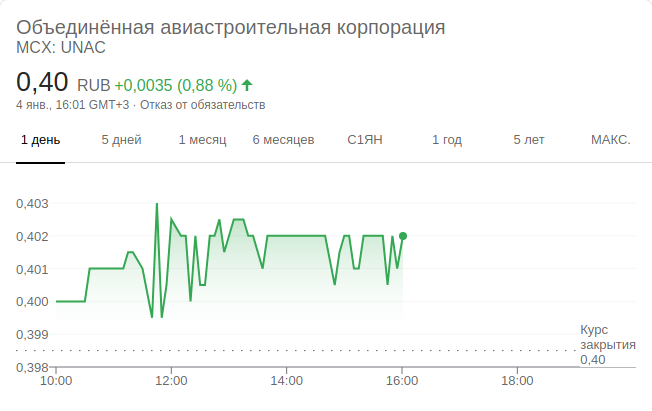 Объединённая авиастроительная корпорация
MCX: UNAC
0,40 RUB +0,0035 (0,88 %)
4 янв., 16:01 GMT+3 · Отказ от обязательств
1 день 5 дней 1 месяц 6 месяцев С1ЯН 1 год 5 лет МАКС.
0,403
0,402
0,401
0,400
0,399
0,398
Курс
закрытия
0,40
10:00 12:00 14:00 16:00 18:00